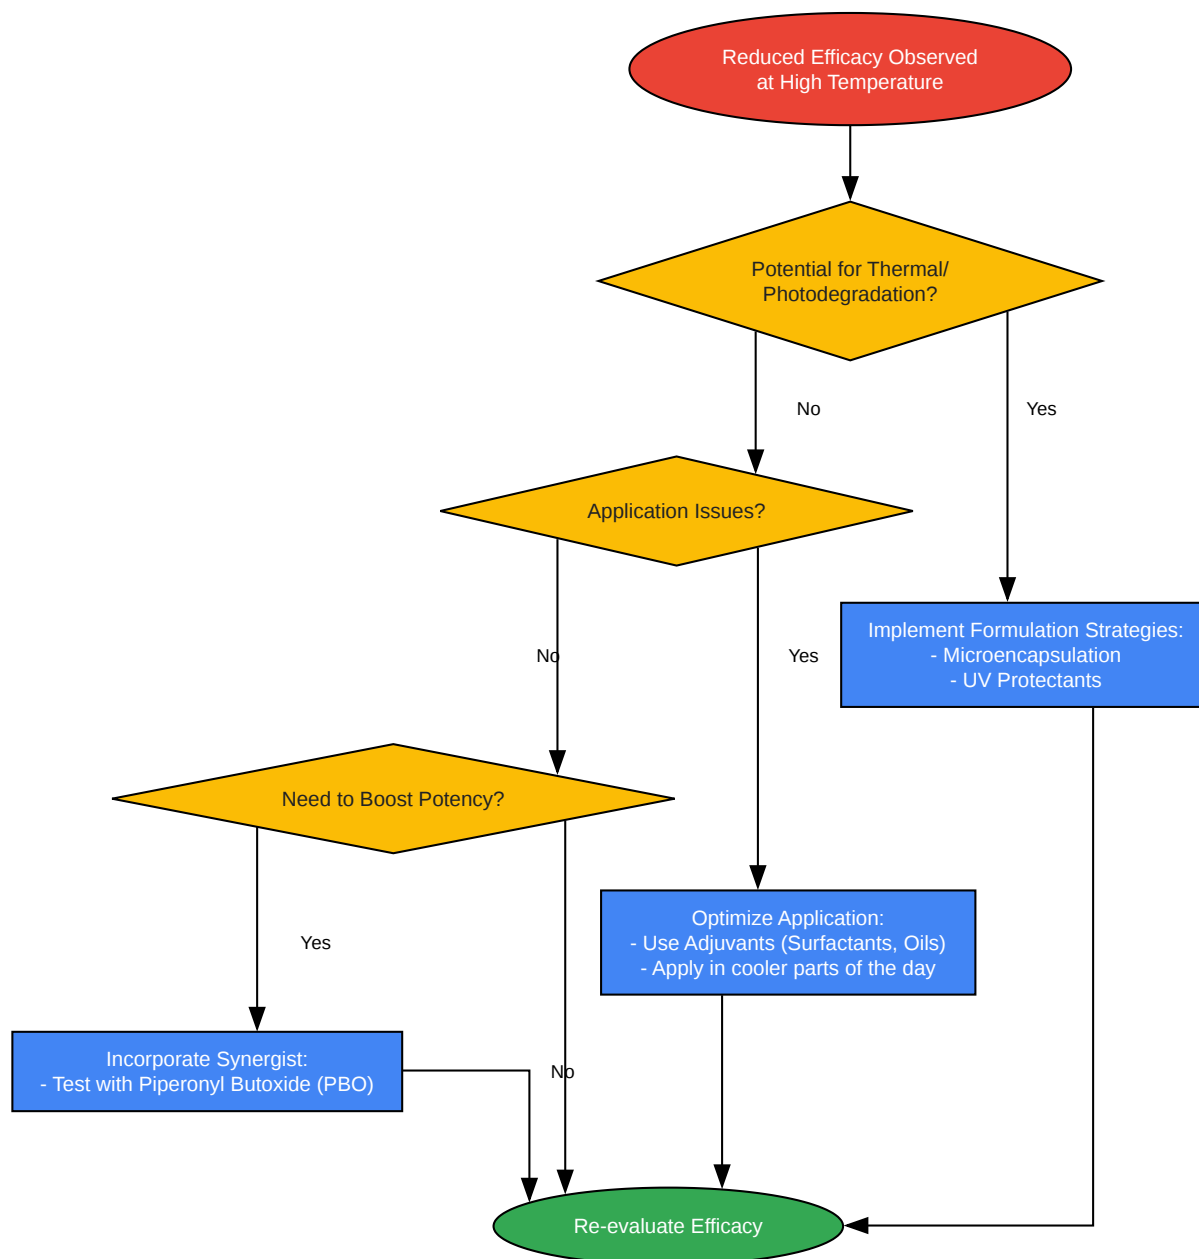 Reduced Efficacy Observed
at High Temperature
Potential for Thermal/
Photodegradation?
No
Yes
Application Issues?
Implement Formulation Strategies:
- Microencapsulation
- UV Protectants
No
Yes
Need to Boost Potency?
Optimize Application:
- Use Adjuvants (Surfactants, Oils)
- Apply in cooler parts of the day
Yes
Incorporate Synergist:
- Test with Piperonyl Butoxide (PBO)
No
Re-evaluate Efficacy